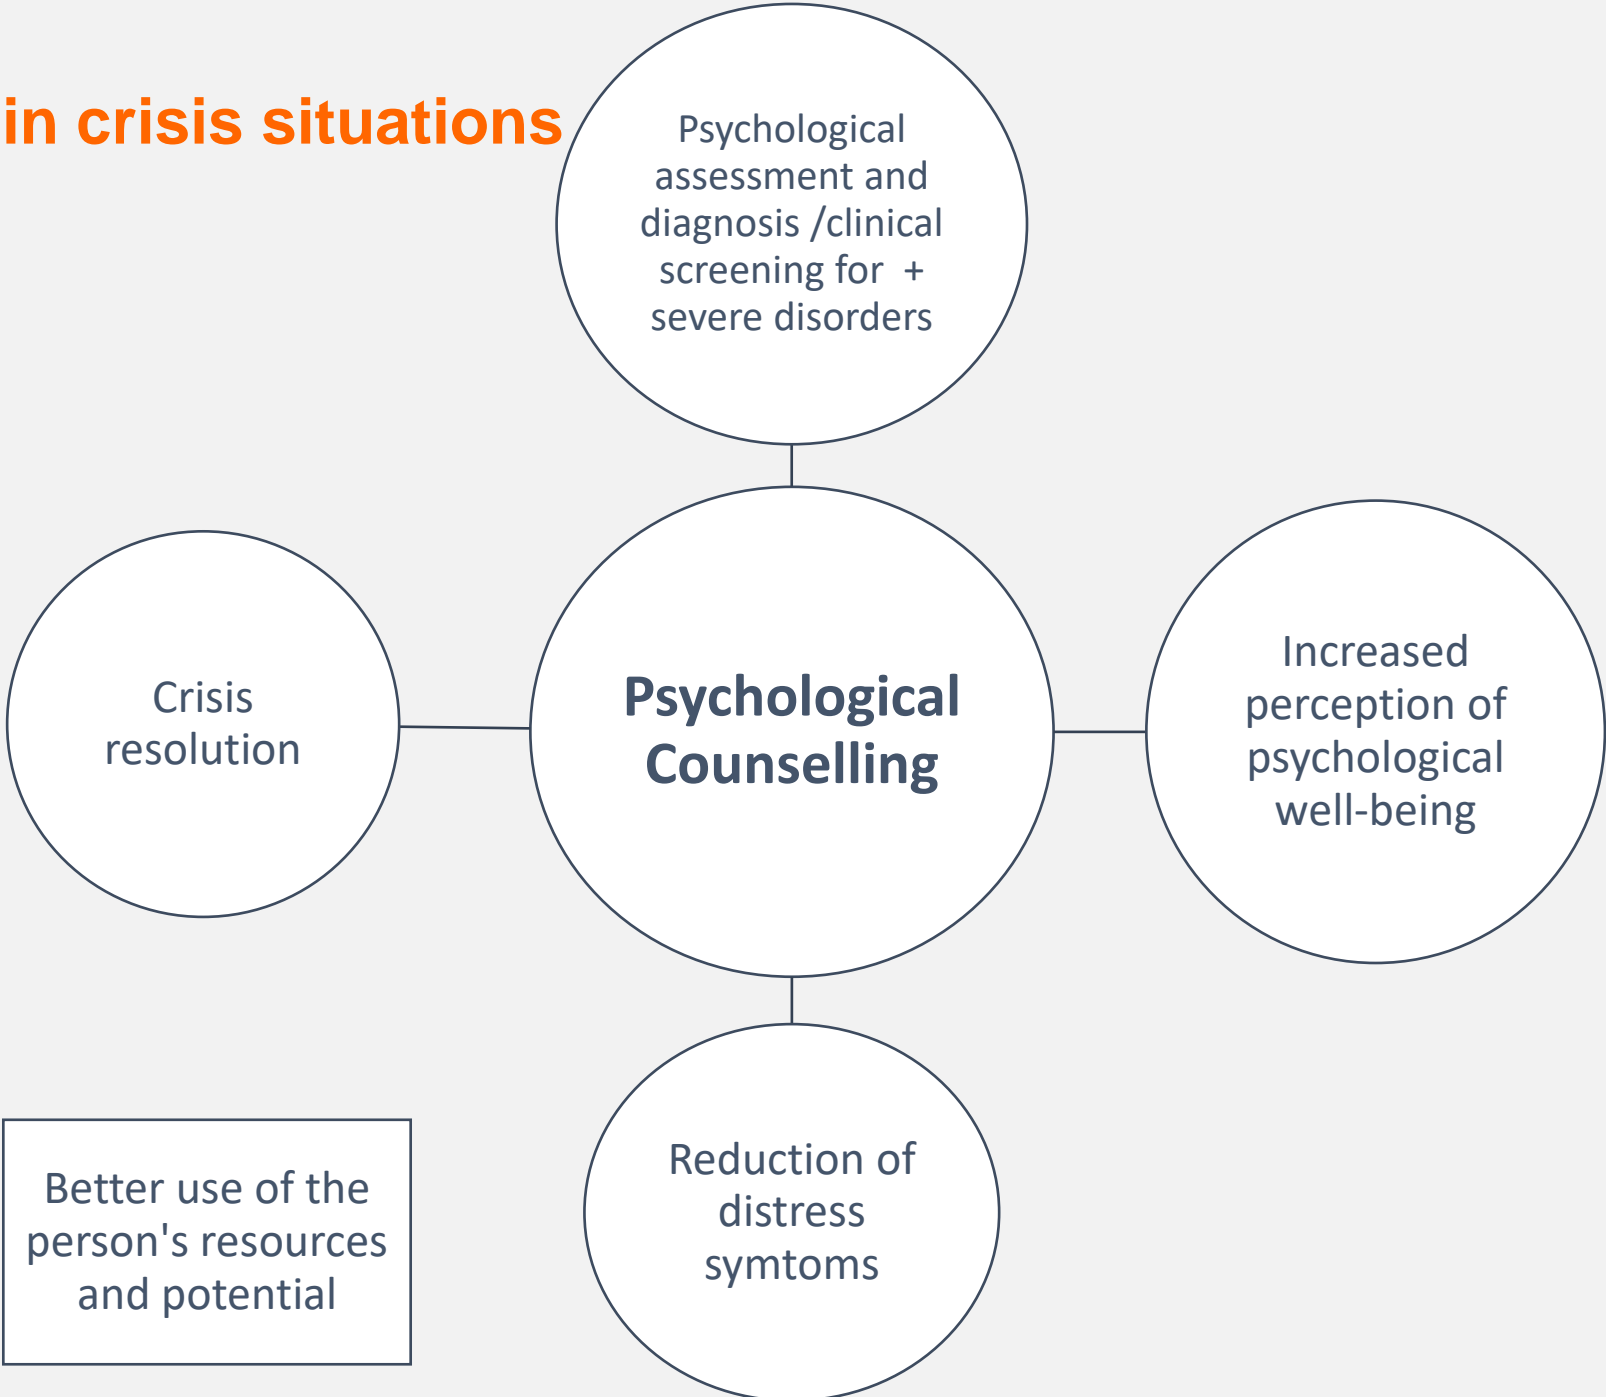 in crisis situations
Psychological
assessment and
diagnosis /clinical
screening for  +
severe disorders
Crisis
resolution
Psychological
Counselling
Increased
perception of
psychological
well-being
Better use of the
person's resources
and potential
Reduction of
distress
symtoms